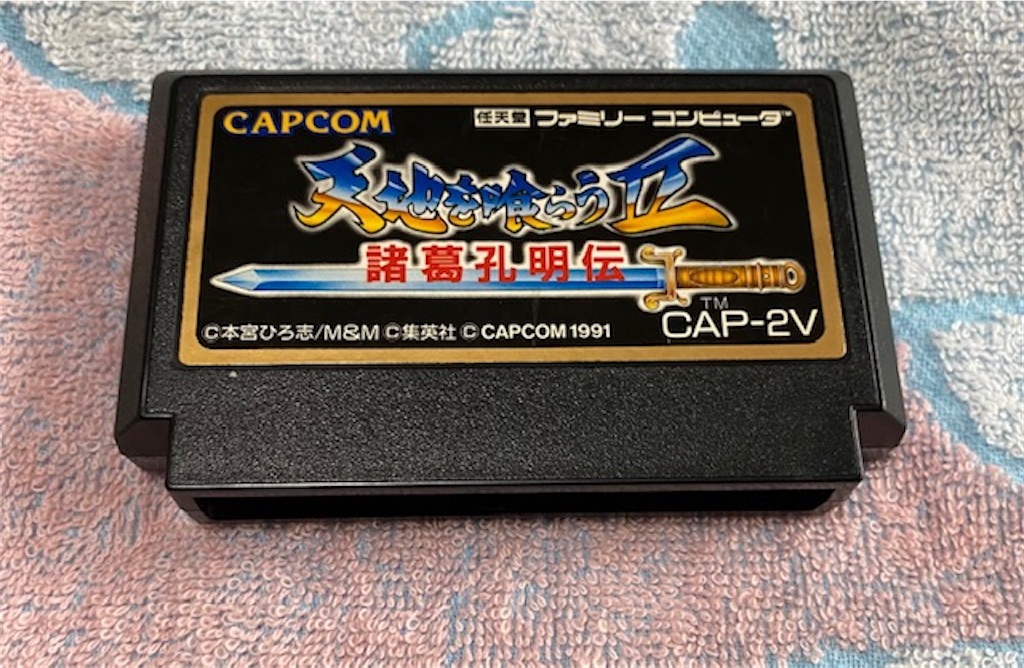 CAPCOM
任天堂 ファミリーコンピュータ™
天地を喰らうII
諸葛孔明伝
TM
CAP-2V
©本宮ひろ志/M&M ©集英社 © CAPCOM 1991